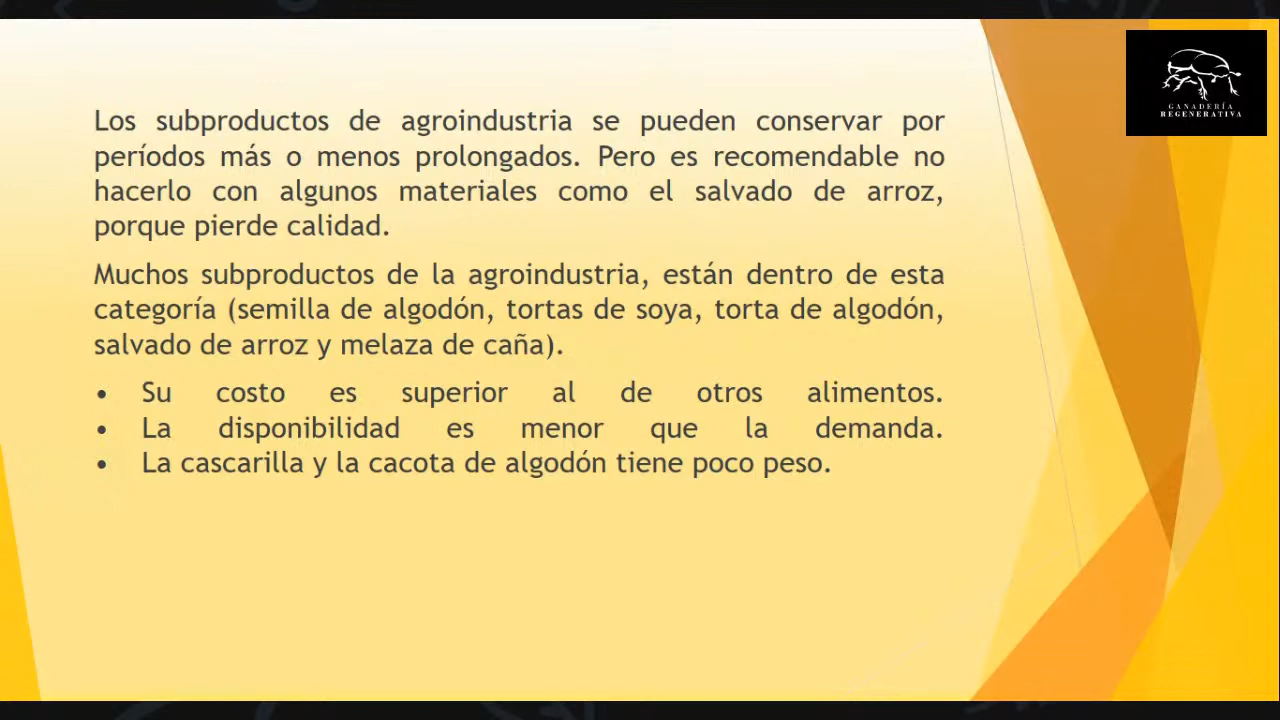 GANADERÍA
REGENERATIVA
Los subproductos de agroindustria se pueden conservar por
períodos más o menos prolongados. Pero es recomendable no
hacerlo con algunos materiales como el salvado de arroz,
porque pierde calidad.
Muchos subproductos de la agroindustria, están dentro de esta
categoría (semilla de algodón, tortas de soya, torta de algodón,
salvado de arroz y melaza de caña).
• Su costo es superior al de otros alimentos.
• La disponibilidad es menor que la demanda.
• La cascarilla y la cacota de algodón tiene poco peso.